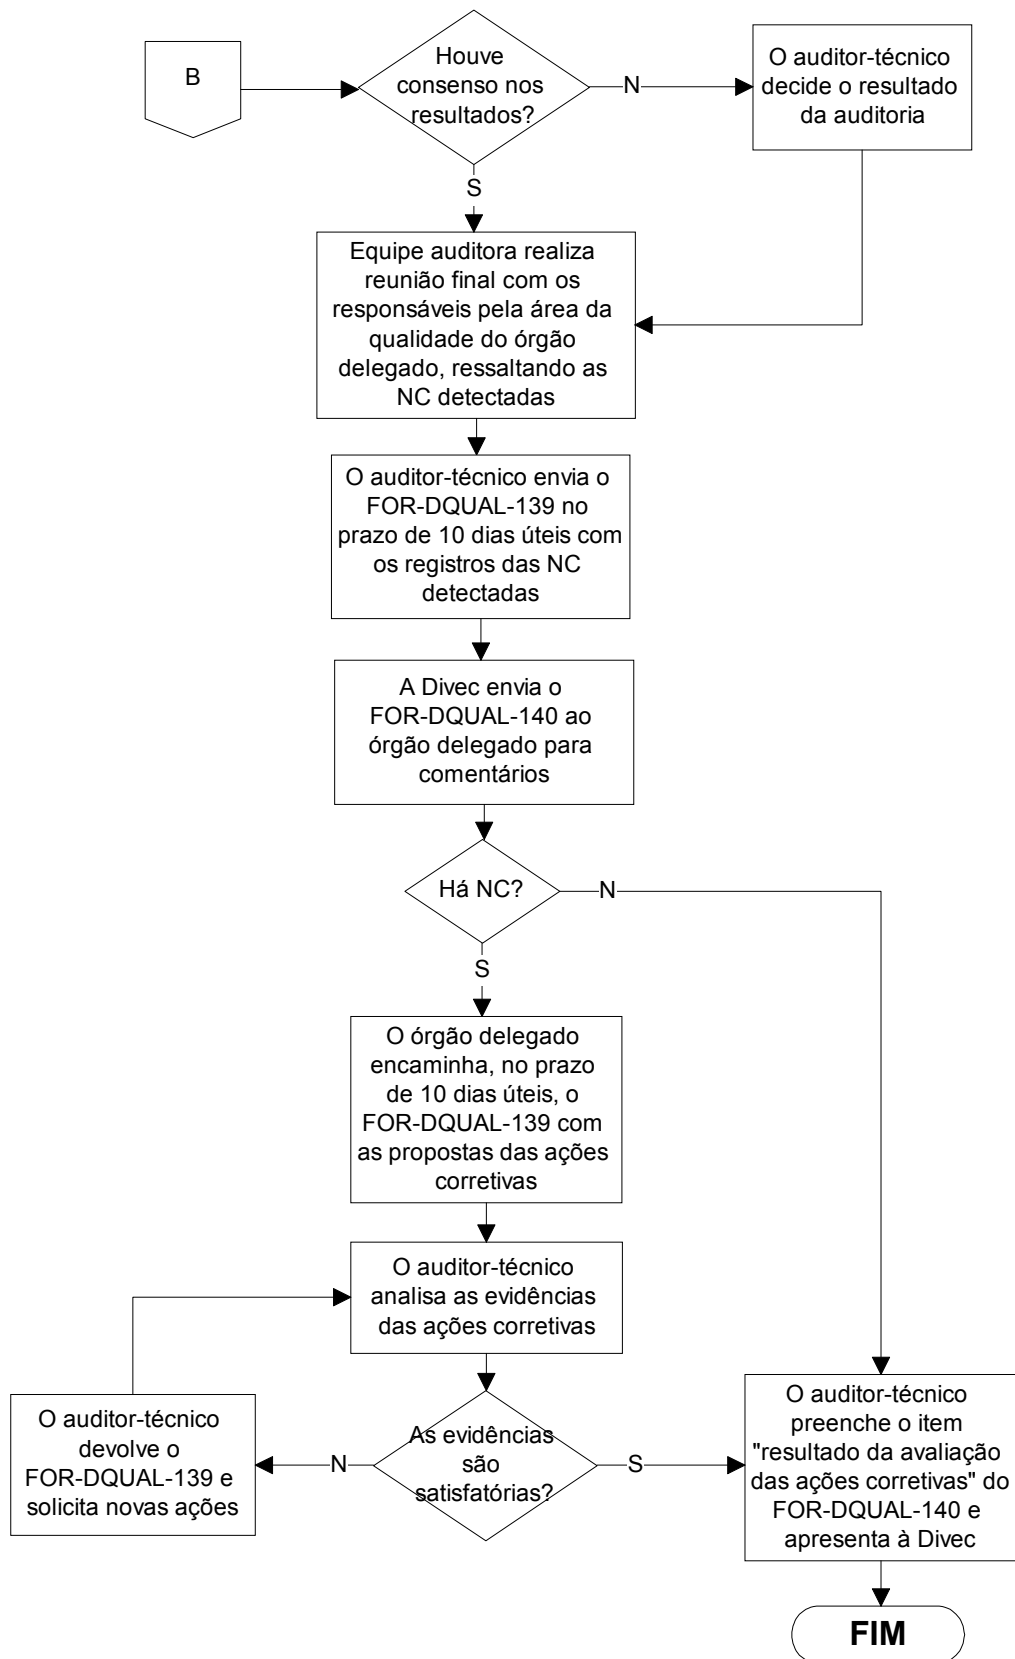 B
Houve
consenso nos
resultados?
N
O auditor-técnico
decide o resultado
da auditoria
S
Equipe auditora realiza
reunião final com os
responsáveis pela área da
qualidade do órgão
delegado, ressaltando as
NC detectadas
O auditor-técnico envia o
FOR-DQUAL-139 no
prazo de 10 dias úteis com
os registros das NC
detectadas
A Divec envia o
FOR-DQUAL-140 ao
órgão delegado para
comentários
Há NC?
N
S
O órgão delegado
encaminha, no prazo
de 10 dias úteis, o
FOR-DQUAL-139 com
as propostas das ações
corretivas
O auditor-técnico
analisa as evidências
das ações corretivas
As evidências
são
satisfatórias?
N
O auditor-técnico
devolve o
FOR-DQUAL-139 e
solicita novas ações
S
O auditor-técnico
preenche o item
"resultado da avaliação
das ações corretivas" do
FOR-DQUAL-140 e
apresenta à Divec
FIM